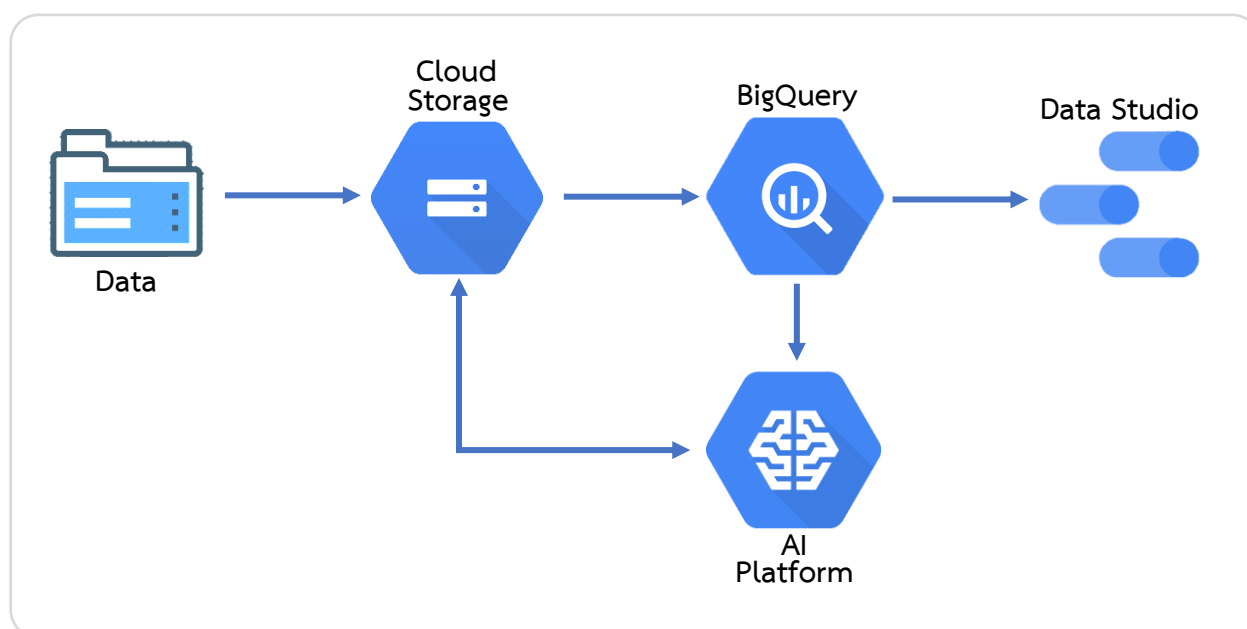 Cloud
Storage
BigQuery
Data Studio
Data
AI
Platform